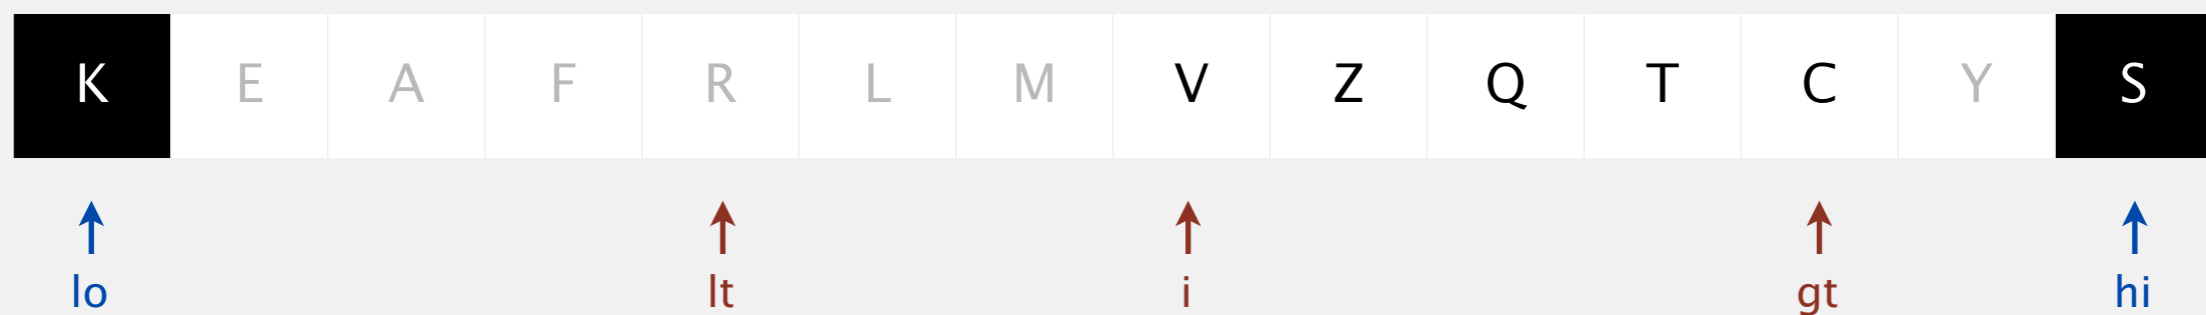 K E A F R L M V Z Q T C Y S
lo lt i gt hi